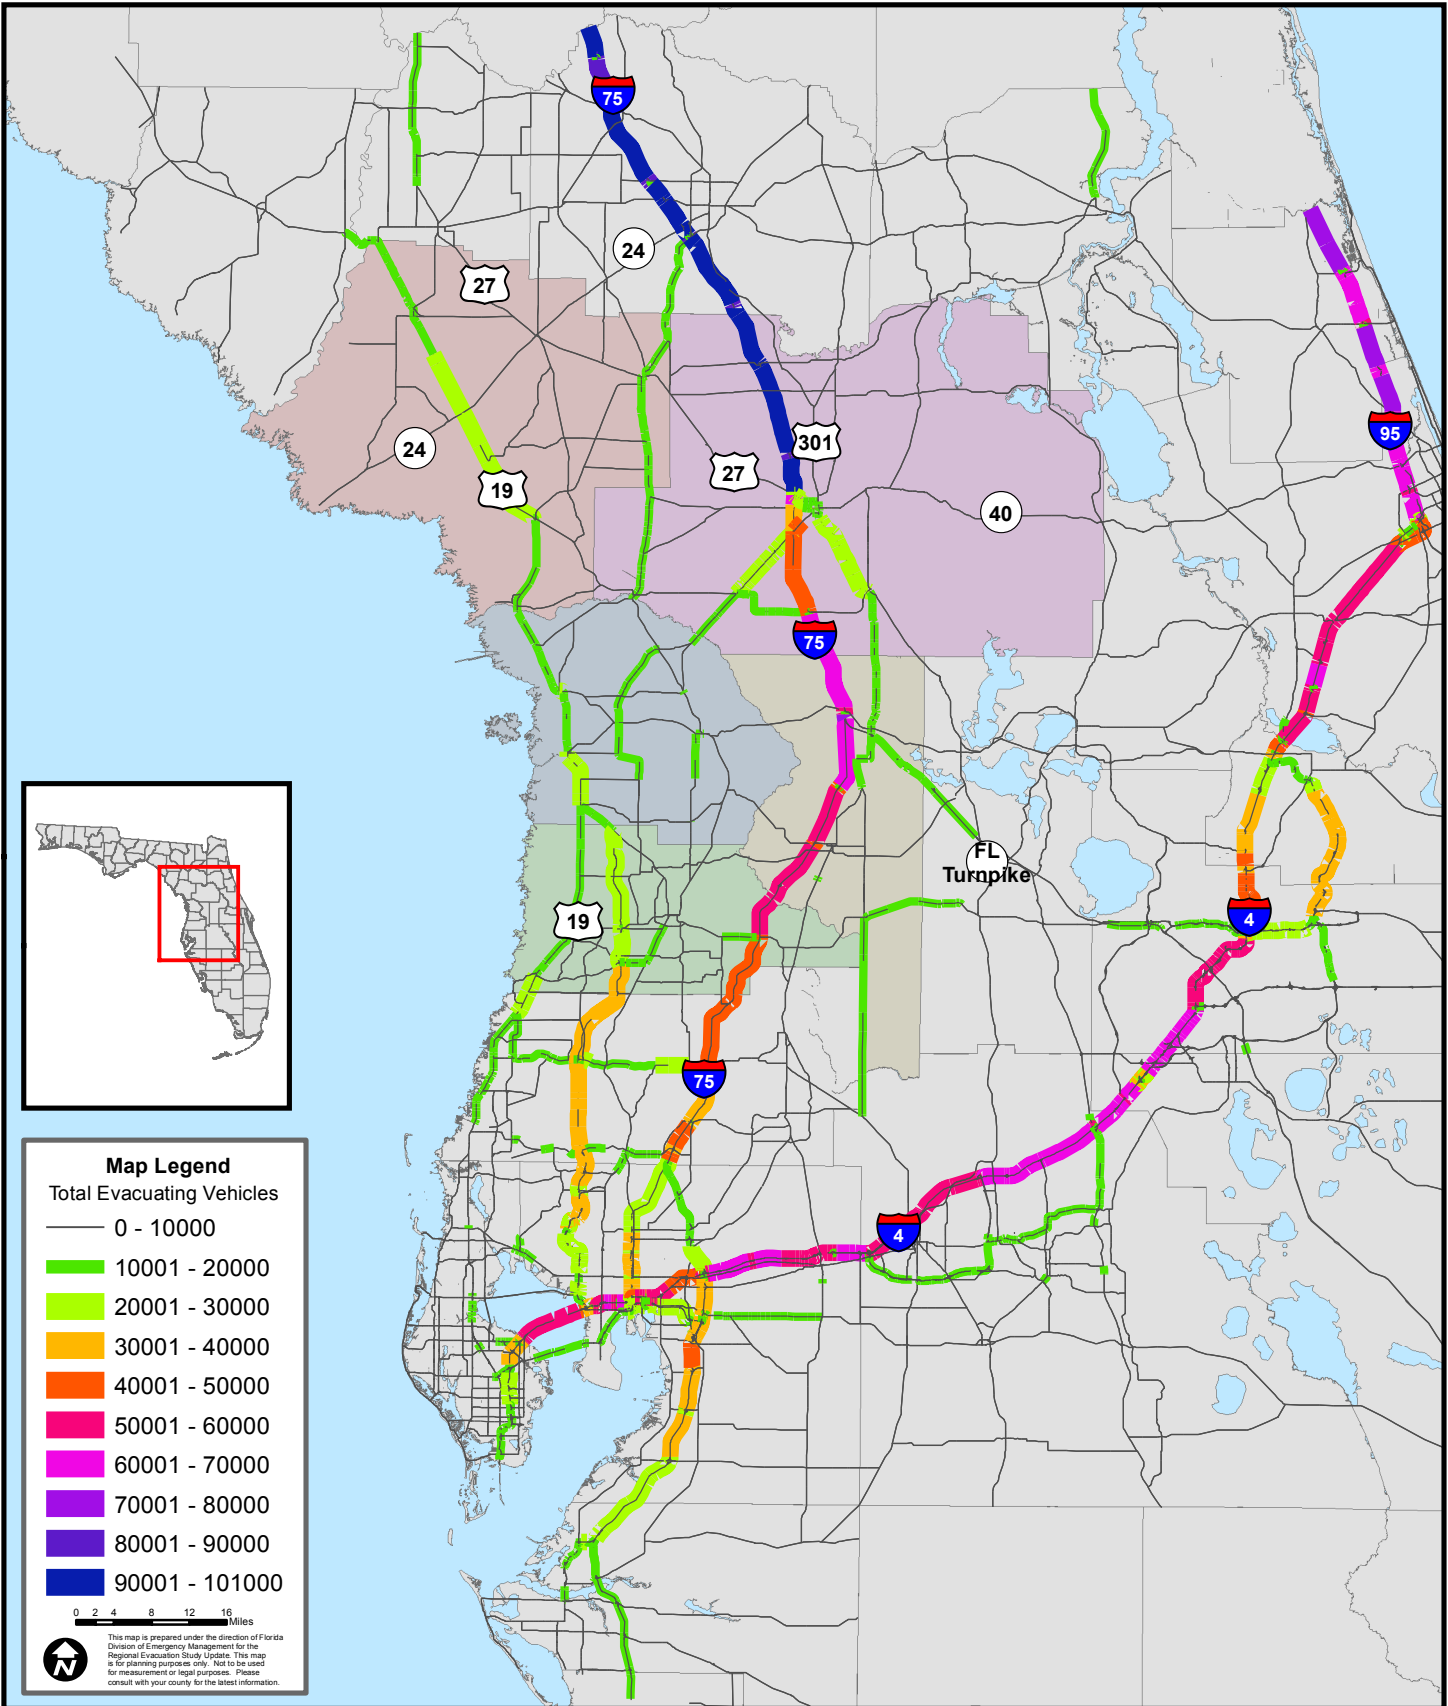 75
24
27
95
301
24
27
19
40
75
FL
Turnpike
19
4
75
4
Map Legend
Total Evacuating Vehicles
0 - 10000
10001 - 20000
20001 - 30000
30001 - 40000
40001 - 50000
50001 - 60000
60001 - 70000
70001 - 80000
80001 - 90000
90001 - 101000
0 2 4 8 12 16
Miles
N
This map is prepared under the direction of Florida
Division of Emergency Management for the
Regional Evacuation Study Update. This map
is for planning purposes only. Not to be used
for measurement or legal purposes. Please
consult with your county for the latest information.